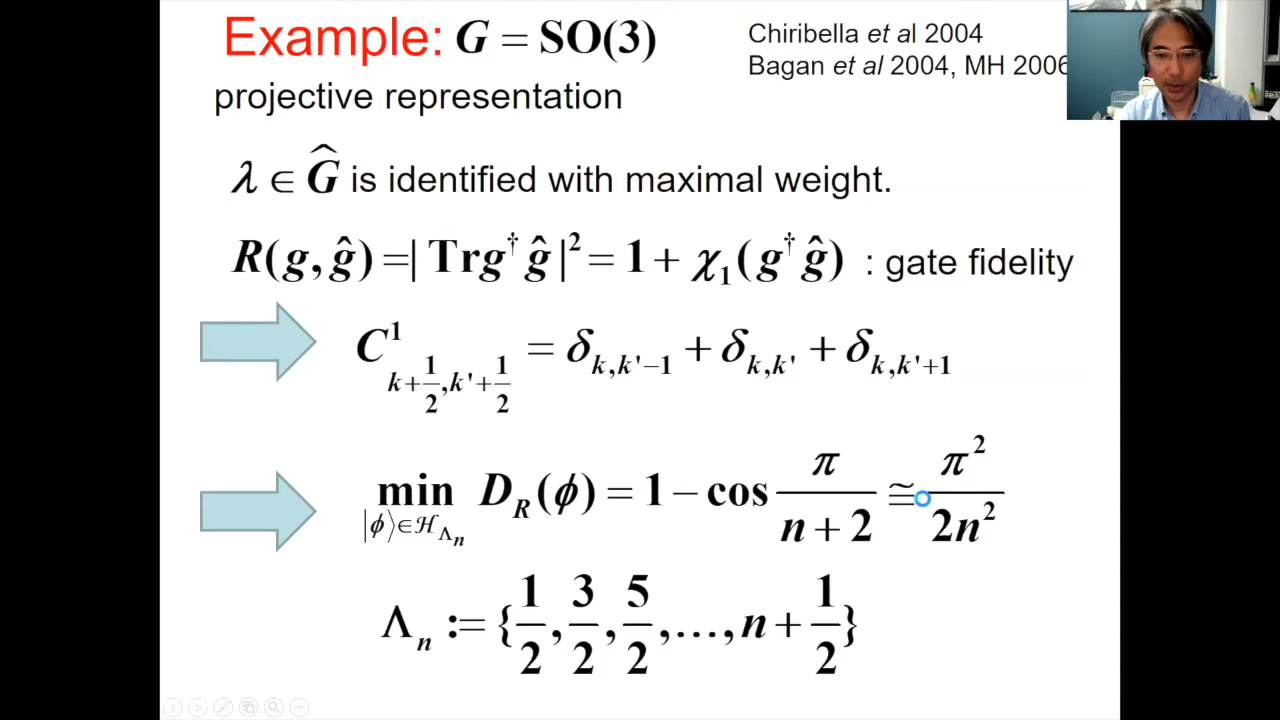 Example: G = SO(3)
Chiribella et al 2004
Bagan et al 2004, MH 2006
projective representation
λ ∈ Ĝ is identified with maximal weight.
R(g, ĝ) =| Trg† ĝ |² = 1 + χ₁(g† ĝ) : gate fidelity
C¹_{k+1/2, k'+1/2} = δ_{k,k'−1} + δ_{k,k'} + δ_{k,k'+1}
min_{|ϕ⟩∈ℋ_{Λ_n}} D_R(ϕ) = 1 − cos π/(n + 2) ≅ π²/2n²
Λ_n := {1/2, 3/2, 5/2, ..., n + 1/2}